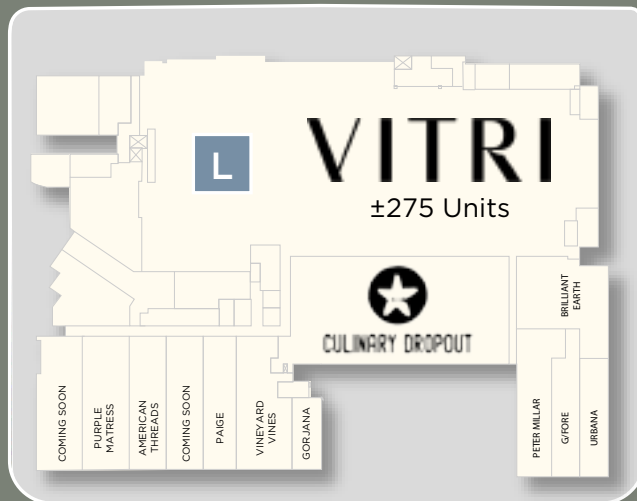 L
VITRI
±275 Units
CULINARY DROPOUT
BRILLIANT
EARTH
COMING SOON
PURPLE
MATRESS
AMERICAN
THREADS
COMING SOON
PAIGE
VINEYARD
VINES
GORJANA
PETER MILLAR
G/FORE
URBANA